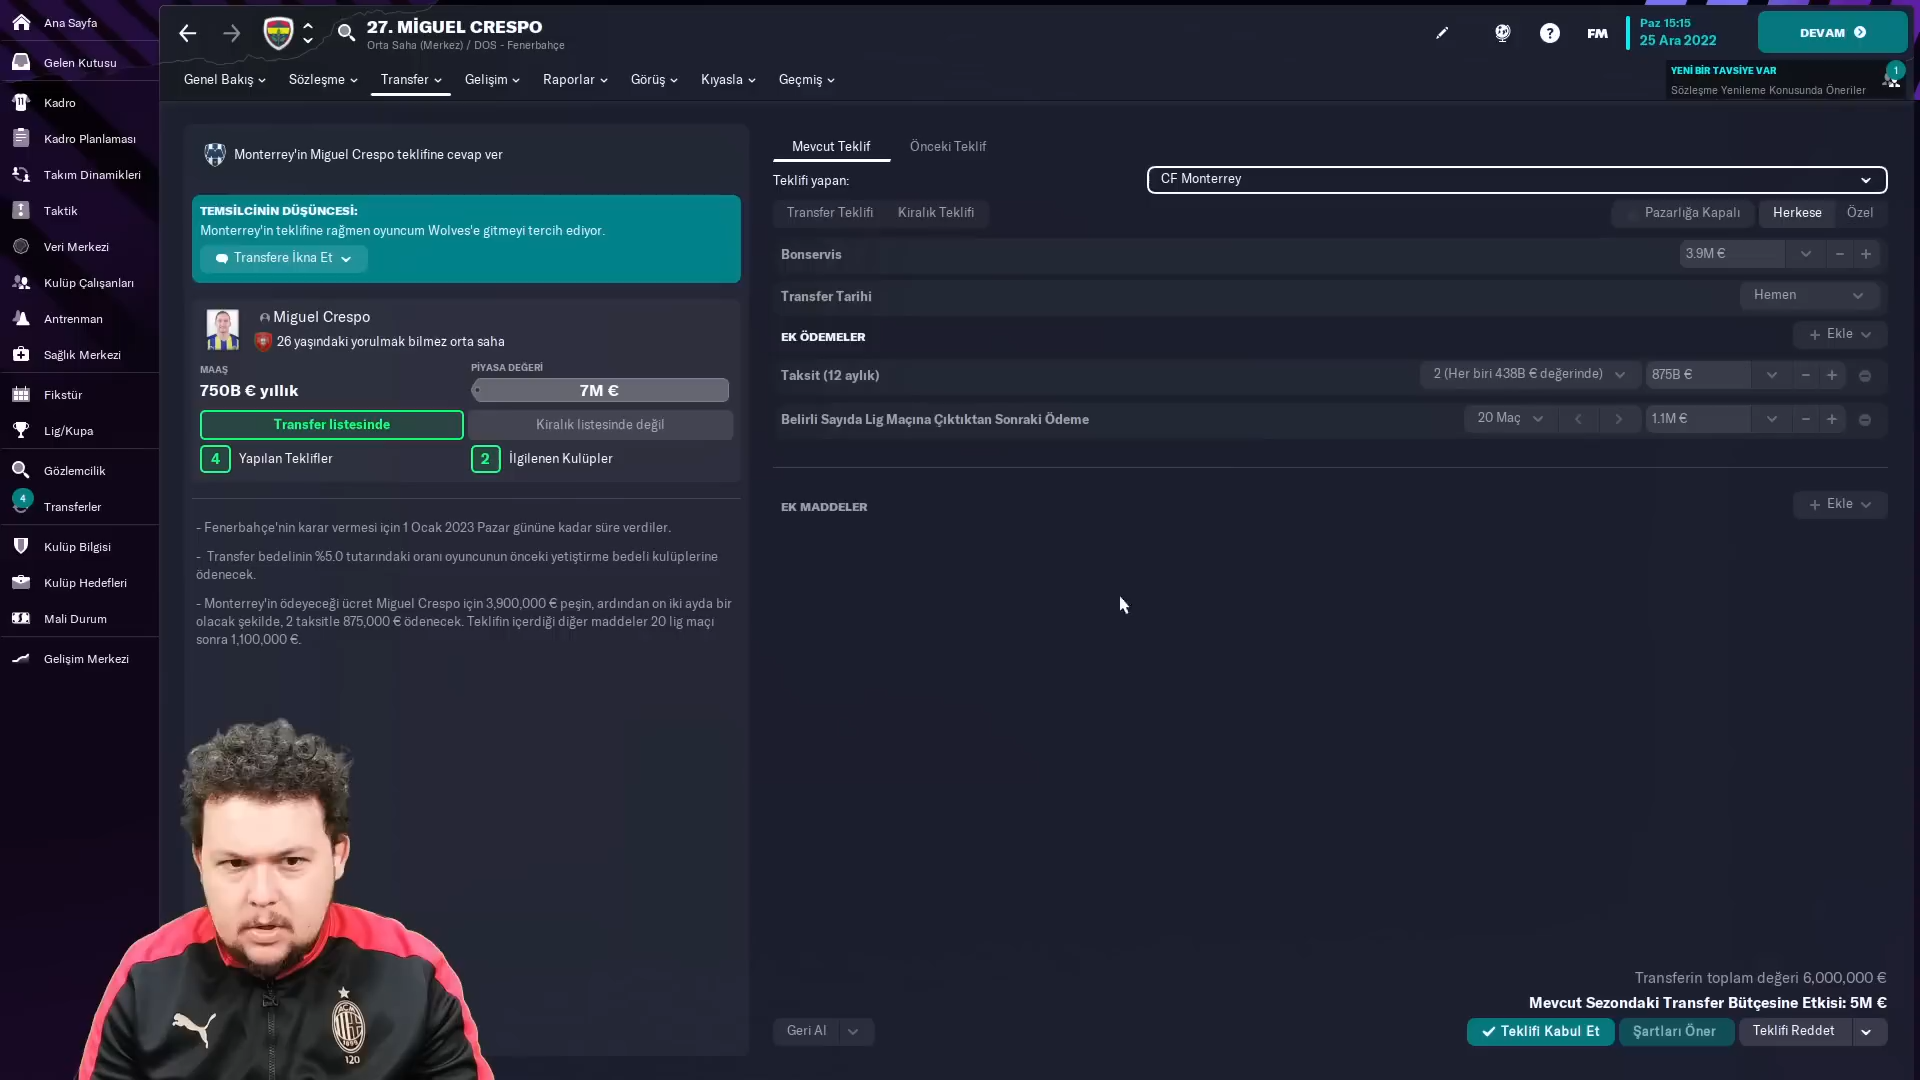 Ana Sayfa
Gelen Kutusu
Kadro
Kadro Planlaması
Takım Dinamikleri
Taktik
Veri Merkezi
Kulüp Çalışanları
Antrenman
Sağlık Merkezi
Fikstür
Lig/Kupa
Gözlemcilik
4
Transferler
Kulüp Bilgisi
Kulüp Hedefleri
Mali Durum
Gelişim Merkezi
27. MİGUEL CRESPO
Orta Saha (Merkez) / DOS - Fenerbahçe
FM
Paz 15:15
25 Ara 2022
DEVAM
Genel Bakış
Sözleşme
Transfer
Gelişim
Raporlar
Görüş
Kıyasla
Geçmiş
YENİ BİR TAVSİYE VAR
1
Sözleşme Yenileme Konusunda Öneriler
Monterrey'in Miguel Crespo teklifine cevap ver
TEMSİLCİNİN DÜŞÜNCESİ:
Monterrey'in teklifine rağmen oyuncum Wolves'e gitmeyi tercih ediyor.
Transfere İkna Et
Miguel Crespo
26 yaşındaki yorulmak bilmez orta saha
MAAŞ
750B € yıllık
PİYASA DEĞERİ
7M €
Transfer listesinde
Kiralık listesinde değil
4 Yapılan Teklifler
2 İlgilenen Kulüpler
- Fenerbahçe'nin karar vermesi için 1 Ocak 2023 Pazar gününe kadar süre verdiler.
- Transfer bedelinin %5.0 tutarındaki oranı oyuncunun önceki yetiştirme bedeli kulüplerine
ödenecek.
- Monterrey'in ödeyeceği ücret Miguel Crespo için 3,900,000 € peşin, ardından on iki ayda bir
olacak şekilde, 2 taksitle 875,000 € ödenecek. Teklifin içerdiği diğer maddeler 20 lig maçı
sonra 1,100,000 €.
Mevcut Teklif
Önceki Teklif
Teklifi yapan:
CF Monterrey
Transfer Teklifi
Kiralık Teklifi
Pazarlığa Kapalı
Herkese
Özel
Bonservis
3.9M €
Transfer Tarihi
Hemen
EK ÖDEMELER
Ekle
Taksit (12 aylık)
2 (Her biri 438B € değerinde)
875B €
Belirli Sayıda Lig Maçına Çıktıktan Sonraki Ödeme
20 Maç
1.1M €
EK MADDELER
Ekle
Transferin toplam değeri 6,000,000 €
Mevcut Sezondaki Transfer Bütçesine Etkisi: 5M €
Geri Al
Teklifi Kabul Et
Şartları Öner
Teklifi Reddet
120